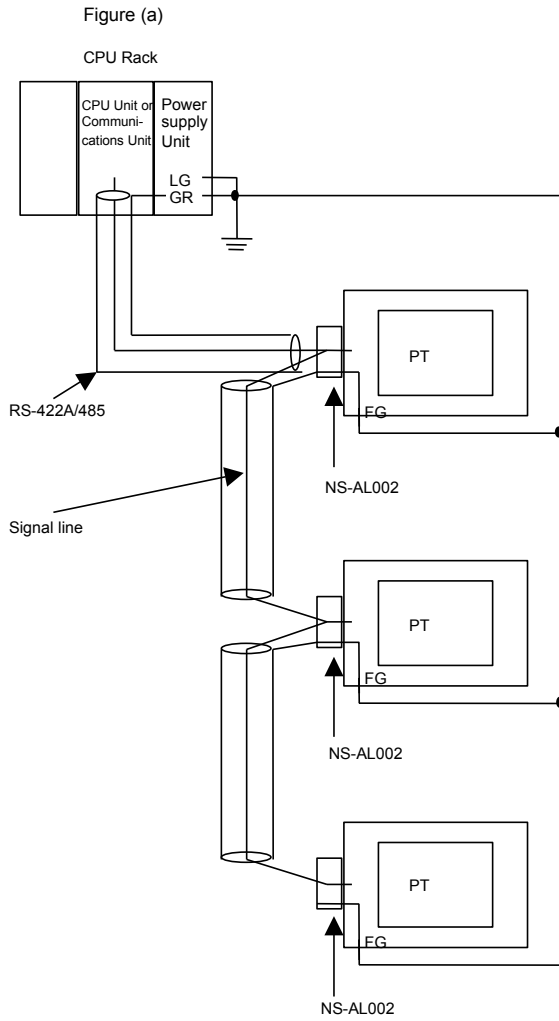 Figure (a)
CPU Rack
CPU Unit or
Communi-
cations Unit
Power
supply
Unit
LG
GR
PT
FG
RS-422A/485
NS-AL002
Signal line
PT
FG
NS-AL002
PT
FG
NS-AL002